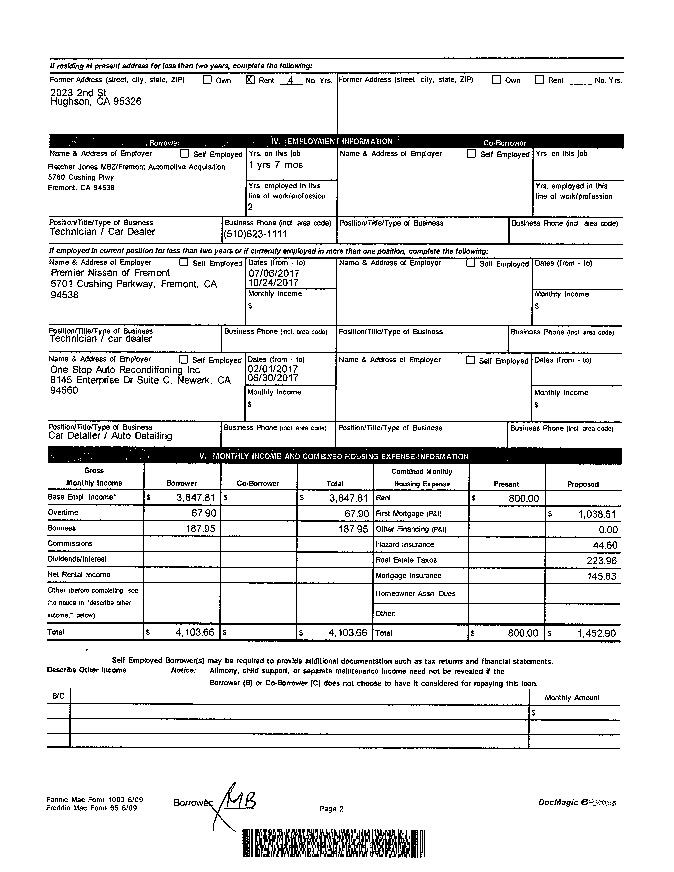 If residing at present address for less than two years, complete the following:
Former Address (street, city, state, ZIP) Own X Rent 4 No. Yrs. Former Address (street, city, state, ZIP) Own Rent No. Yrs.
2023 2nd St
Hughson, CA 95326
Borrower IV. EMPLOYMENT INFORMATION Co-Borrower
Name & Address of Employer Self Employed Yrs. on this job Name & Address of Employer Self Employed Yrs. on this job
Fletcher Jones MBZ/Fremont Automotive Acquisition 1 yrs 7 mos
5760 Cushing Pkwy
Fremont, CA 94538 Yrs. employed in this line of work/profession Yrs. employed in this line of work/profession
2
Position/Title/Type of Business Business Phone (incl. area code) Position/Title/Type of Business Business Phone (incl. area code)
Technician / Car Dealer (510)623-1111
If employed in current position for less than two years or if currently employed in more than one position, complete the following:
Name & Address of Employer Self Employed Dates (from - to) Name & Address of Employer Self Employed Dates (from - to)
Premier Nissan of Fremont 07/06/2017
5701 Cushing Parkway, Fremont, CA 10/24/2017
94538 Monthly Income Monthly Income
$ $
Position/Title/Type of Business Business Phone (incl. area code) Position/Title/Type of Business Business Phone (incl. area code)
Technician / car dealer
Name & Address of Employer Self Employed Dates (from - to) Name & Address of Employer Self Employed Dates (from - to)
One Stop Auto Reconditioning Inc 02/01/2017
8145 Enterprise Dr Suite C, Newark, CA 06/30/2017
94560 Monthly Income Monthly Income
$ $
Position/Title/Type of Business Business Phone (incl. area code) Position/Title/Type of Business Business Phone (incl. area code)
Car Detailer / Auto Detailing
V. MONTHLY INCOME AND COMBINED HOUSING EXPENSE INFORMATION
Gross Combined Monthly
Monthly Income Borrower Co-Borrower Total Housing Expense Present Proposed
Base Empl. Income* $ 3,847.81 $ $ 3,847.81 Rent $ 800.00
Overtime 67.90 67.90 First Mortgage (P&I) $ 1,038.51
Bonuses 187.95 187.95 Other Financing (P&I) 0.00
Commissions Hazard Insurance 44.60
Dividends/Interest Real Estate Taxes 223.96
Net Rental Income Mortgage Insurance 145.83
Other (before completing, see Homeowner Assn. Dues
the notice in "describe other
income," below) Other:
Total $ 4,103.66 $ $ 4,103.66 Total $ 800.00 $ 1,452.90
Self Employed Borrower(s) may be required to provide additional documentation such as tax returns and financial statements.
Describe Other Income Notice: Alimony, child support, or separate maintenance income need not be revealed if the
Borrower (B) or Co-Borrower (C) does not choose to have it considered for repaying this loan.
B/C Monthly Amount
$
Fannie Mae Form 1003 6/09
Freddie Mac Form 65 6/09
Borrower MB
Page 2
DocMagic